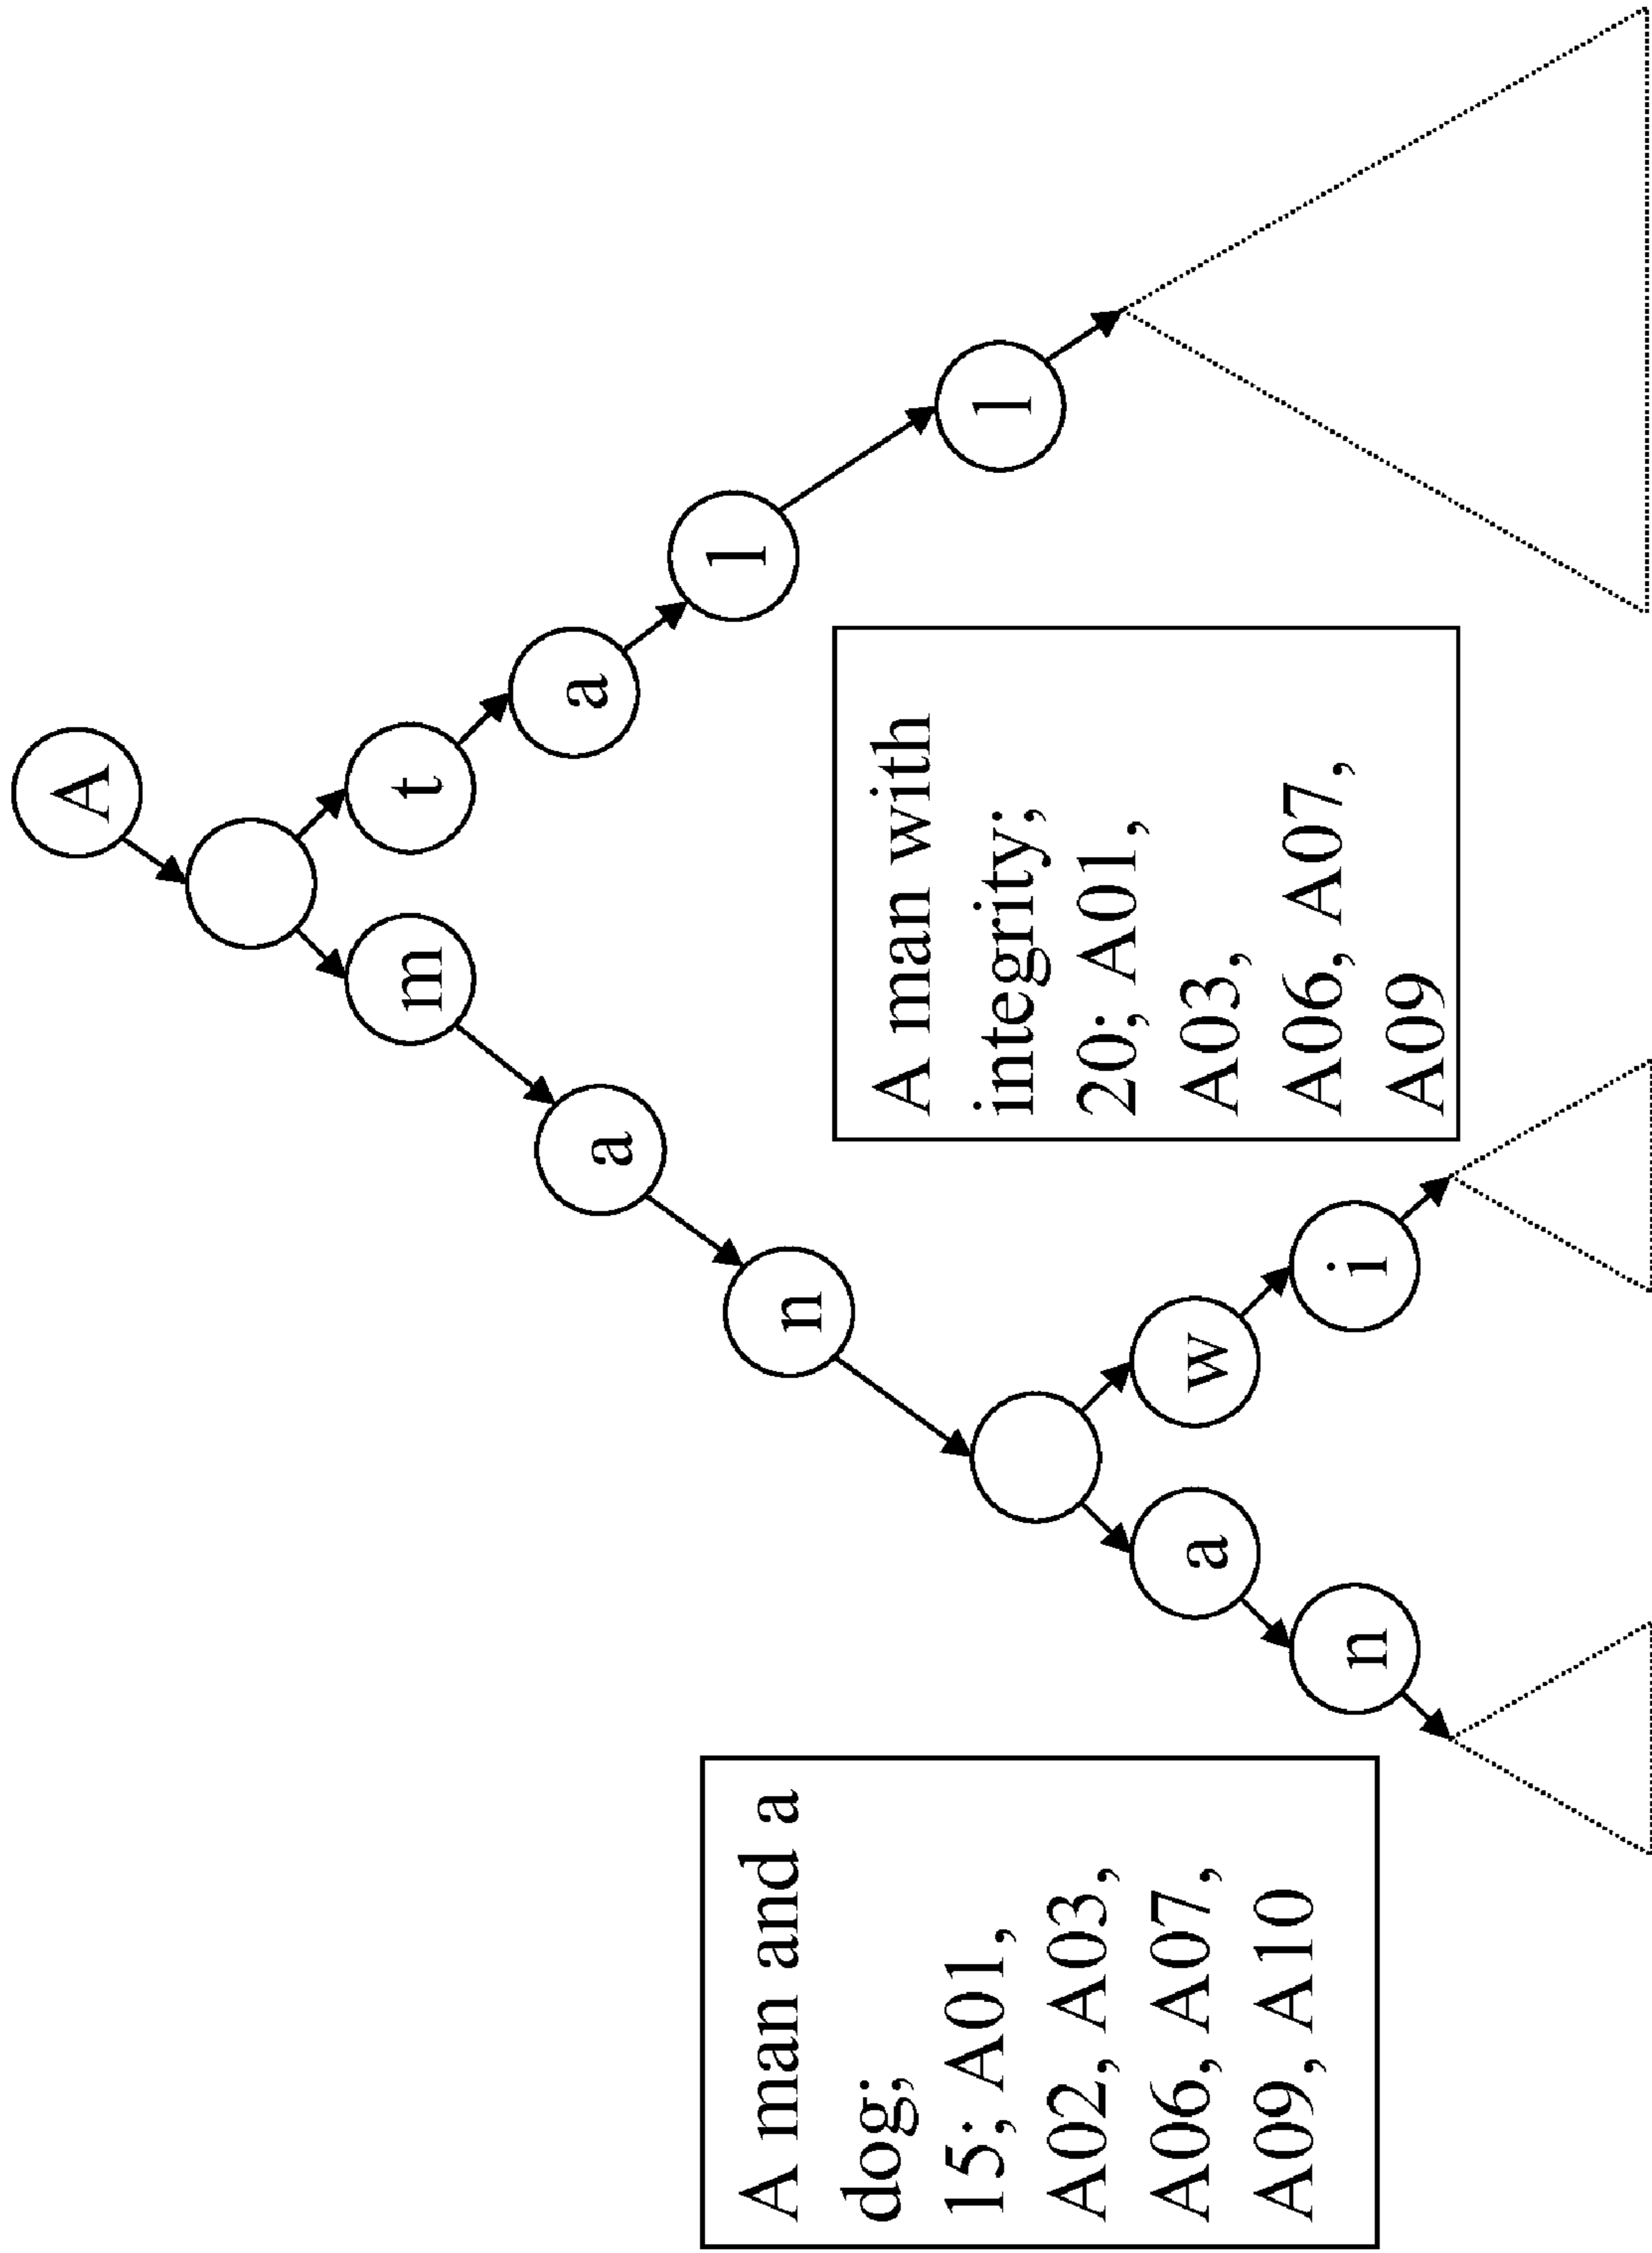 A
t
m
a
a
l
n
l
w
a
i
n
A man with
integrity;
20; A01,
A03,
A06, A07,
A09
A man and a
dog;
15; A01,
A02, A03,
A06, A07,
A09, A10